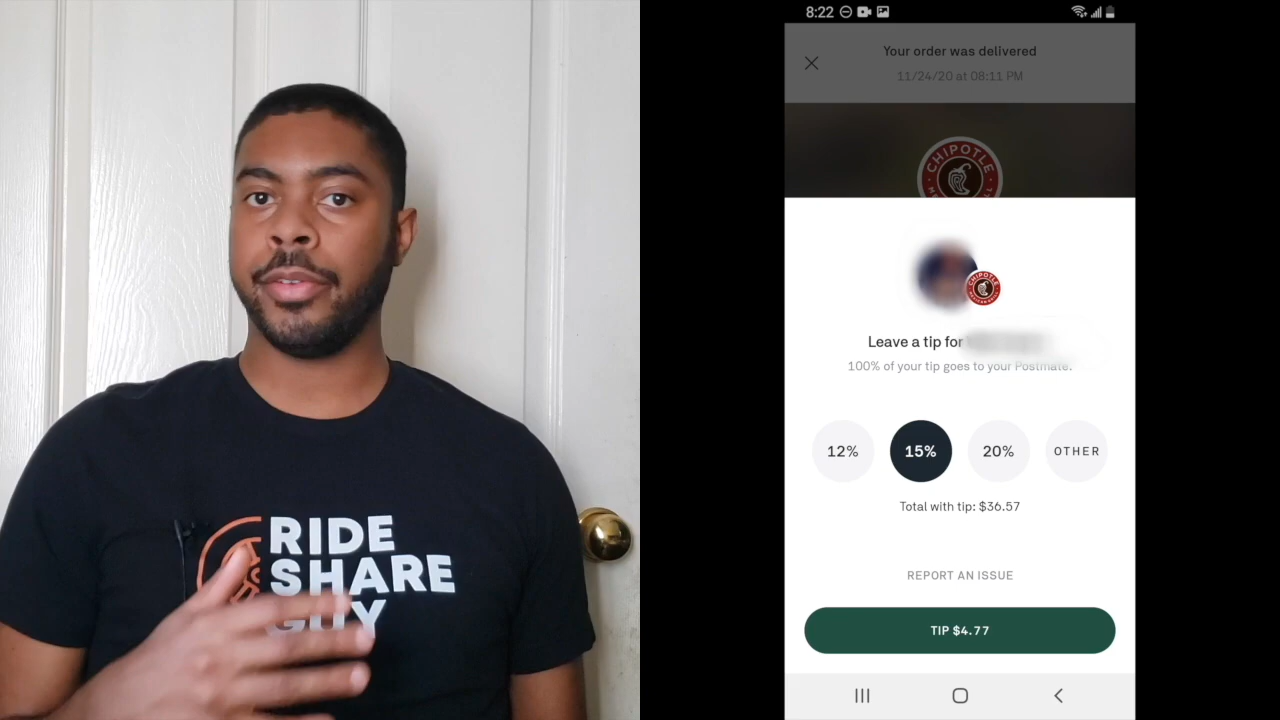 RIDE
SHARE
GUY
8:22
Your order was delivered
11/24/20 at 08:11 PM
CHIPOTLE
CHIPOTLE
Leave a tip for
100% of your tip goes to your Postmate.
12%
15%
20%
OTHER
Total with tip: $36.57
REPORT AN ISSUE
TIP $4.77